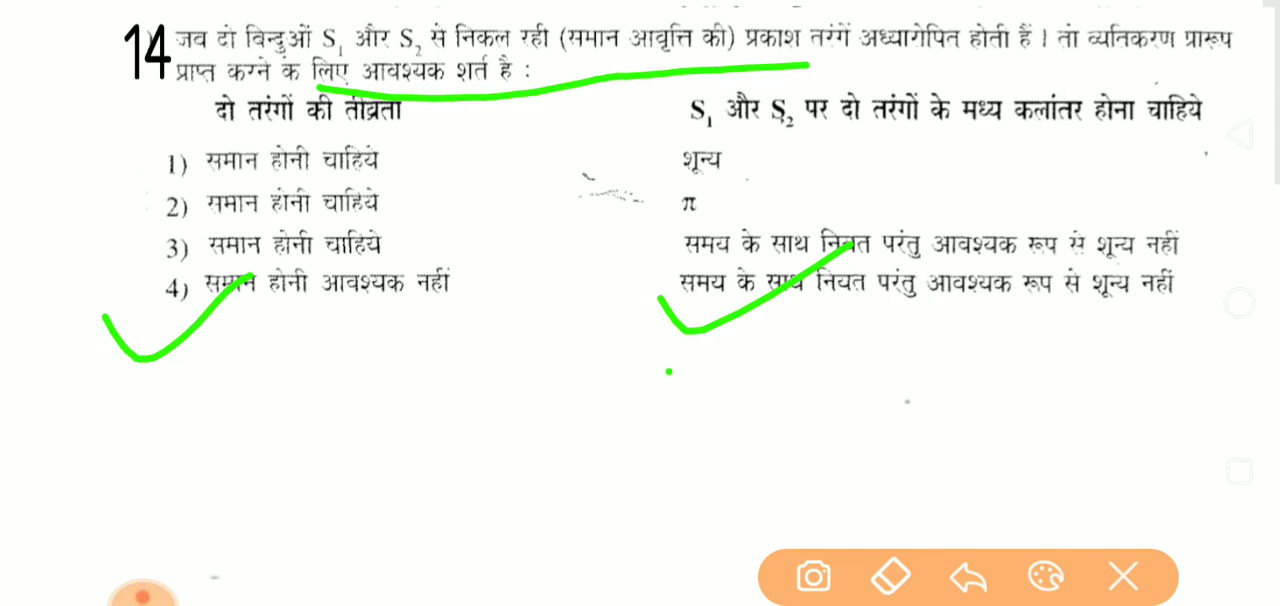 14 जब दो बिन्दुओं S₁ और S₂ से निकल रही (समान आवृत्ति की) प्रकाश तरंगें अध्यारोपित होती हैं । तो व्यतिकरण प्रारूप
प्राप्त करने के लिए आवश्यक शर्त है :
दो तरंगों की तीव्रता S₁ और S₂ पर दो तरंगों के मध्य कलांतर होना चाहिये
1) समान होनी चाहिये शून्य
2) समान होनी चाहिये π
3) समान होनी चाहिये समय के साथ नियत परंतु आवश्यक रूप से शून्य नहीं
4) समान होनी आवश्यक नहीं समय के साथ नियत परंतु आवश्यक रूप से शून्य नहीं